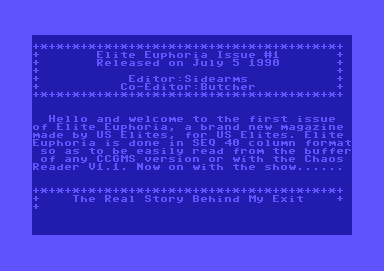 +*+*+*+*+*+*+*+*+*+*+*+*+*+*+*+*+*+*+*+
+       Elite Euphoria Issue #1       +
+       Released on July 5 1990       +
+                                     +
+           Editor:Sidearms           +
+          Co-Editor:Butcher          +
+*+*+*+*+*+*+*+*+*+*+*+*+*+*+*+*+*+*+*+
Hello and welcome to the first issue
of Elite Euphoria, a brand new magazine
made by US Elites, for US Elites. Elite
Euphoria is done in SEQ 40 column format
so as to be easily read from the buffer
of any CCGMS version or with the Chaos
Reader V1.1. Now on with the show......
+*+*+*+*+*+*+*+*+*+*+*+*+*+*+*+*+*+*+*+
+    The Real Story Behind My Exit    +
+